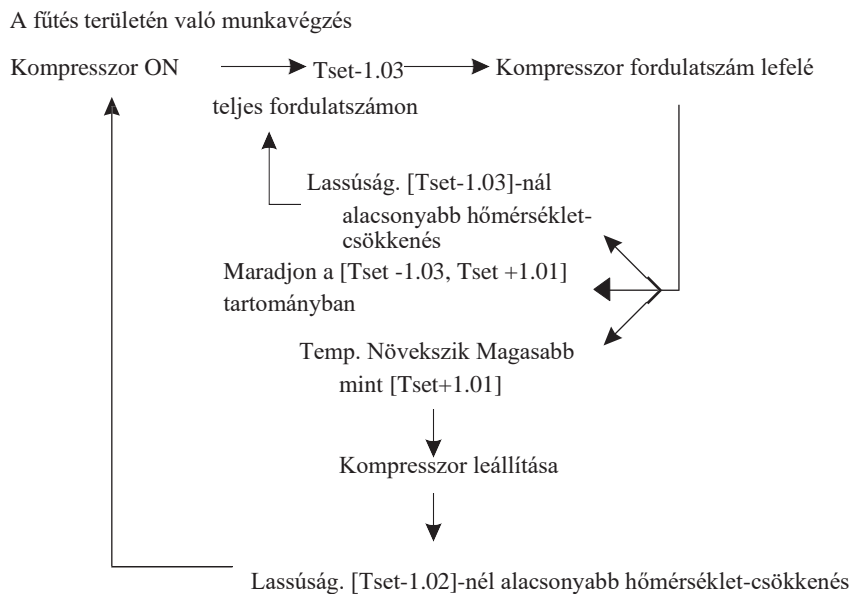 A fűtés területén való munkavégzés
Kompresszor ON
Tset-1.03
Kompresszor fordulatszám lefelé
teljes fordulatszámon
Lassúság. [Tset-1.03]-nál
alacsonyabb hőmérséklet-
csökkenés
Maradjon a [Tset -1.03, Tset +1.01]
tartományban
Temp. Növekszik Magasabb
mint [Tset+1.01]
Kompresszor leállítása
Lassúság. [Tset-1.02]-nél alacsonyabb hőmérséklet-csökkenés